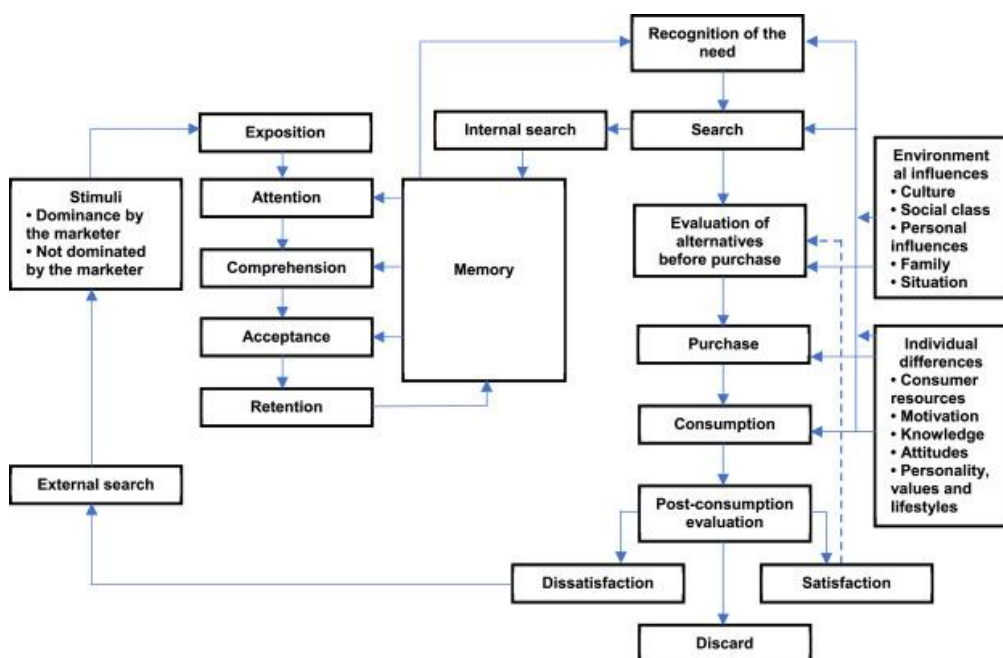 Recognition of the
need
Exposition
Internal search
Search
Stimuli
• Dominance by
the marketer
• Not dominated
by the marketer
Attention
Comprehension
Acceptance
Retention
Memory
Evaluation of
alternatives
before purchase
Environment
al influences
• Culture
• Social class
• Personal
influences
• Family
• Situation
Purchase
Consumption
Individual
differences
• Consumer
resources
• Motivation
• Knowledge
• Attitudes
• Personality,
values and
lifestyles
External search
Post-consumption
evaluation
Dissatisfaction
Satisfaction
Discard